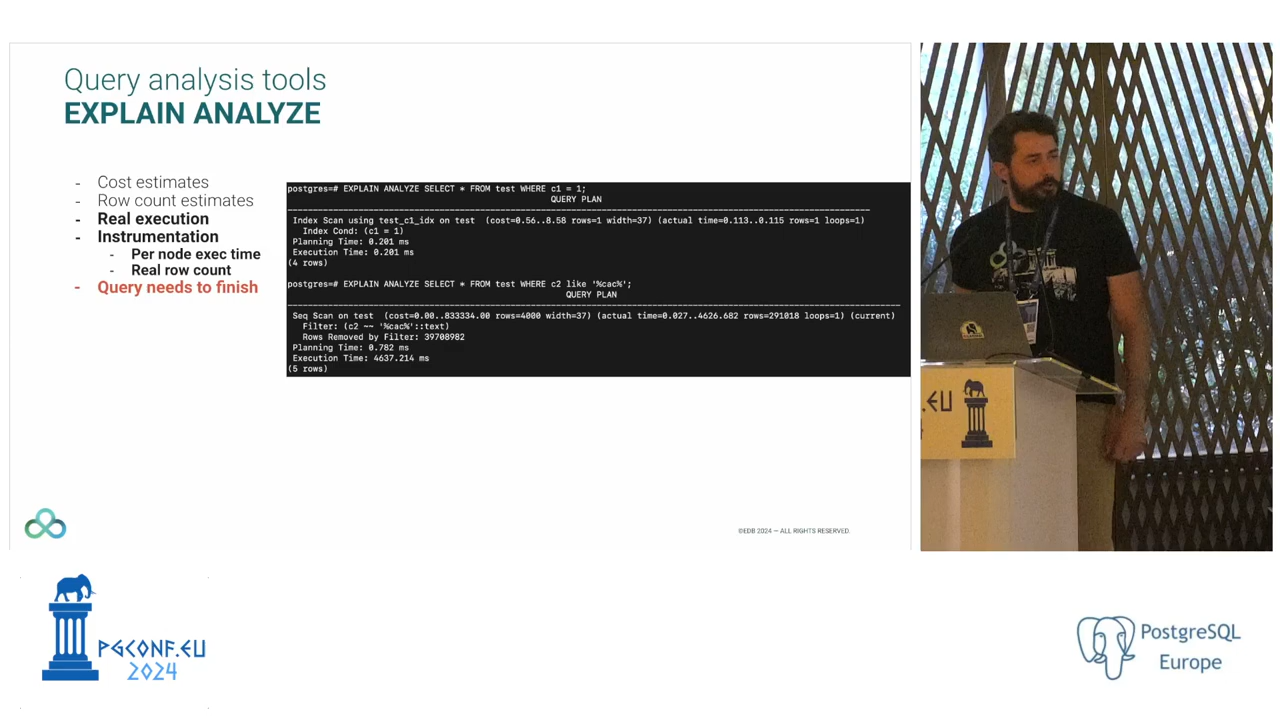 Query analysis tools
EXPLAIN ANALYZE
- Cost estimates
- Row count estimates
- Real execution
- Instrumentation
- Per node exec time
- Real row count
- Query needs to finish
postgres=# EXPLAIN ANALYZE SELECT * FROM test WHERE c1 = 1;
QUERY PLAN
Index Scan using test_c1_idx on test (cost=0.56..8.58 rows=1 width=37) (actual time=0.113..0.115 rows=1 loops=1)
Index Cond: (c1 = 1)
Planning Time: 0.201 ms
Execution Time: 0.201 ms
(4 rows)
postgres=# EXPLAIN ANALYZE SELECT * FROM test WHERE c2 like '%cac%';
QUERY PLAN
Seq Scan on test (cost=0.00..833334.00 rows=4000 width=37) (actual time=0.027..4626.682 rows=291018 loops=1) (current)
Filter: (c2 ~~ '%cac%'::text)
Rows Removed by Filter: 39708982
Planning Time: 0.782 ms
Execution Time: 4637.214 ms
(5 rows)
©EDB 2024 — ALL RIGHTS RESERVED.
.EU
PGCONF.EU
2024
PostgreSQL
Europe